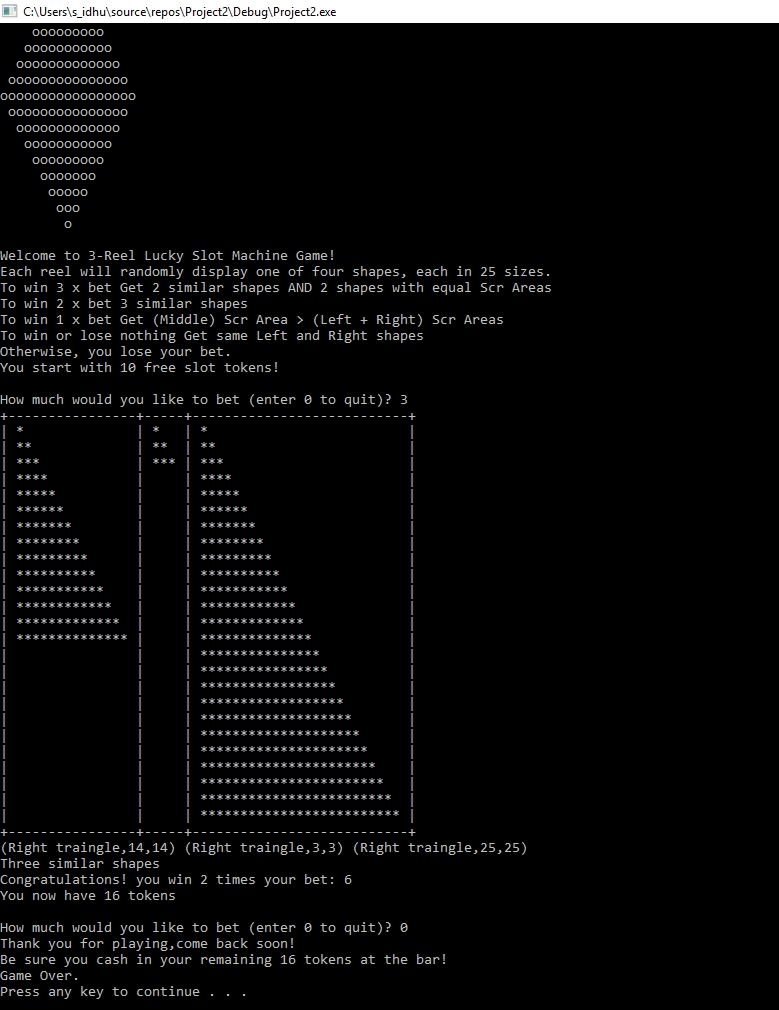 C:\Users\s_idhu\source\repos\Project2\Debug\Project2.exe
    ooooooooo
   ooooooooooo
  ooooooooooooo
 ooooooooooooooo
ooooooooooooooooo
 ooooooooooooooo
  ooooooooooooo
   ooooooooooo
    ooooooooo
     ooooooo
      ooooo
       ooo
        o

Welcome to 3-Reel Lucky Slot Machine Game!
Each reel will randomly display one of four shapes, each in 25 sizes.
To win 3 x bet Get 2 similar shapes AND 2 shapes with equal Scr Areas
To win 2 x bet 3 similar shapes
To win 1 x bet Get (Middle) Scr Area > (Left + Right) Scr Areas
To win or lose nothing Get same Left and Right shapes
Otherwise, you lose your bet.
You start with 10 free slot tokens!

How much would you like to bet (enter 0 to quit)? 3
+----------------+-----+---------------------------+
| *              | *   | *                         |
| **             | **  | **                        |
| ***            | *** | ***                       |
| ****           |     | ****                      |
| *****          |     | *****                     |
| ******         |     | ******                    |
| *******        |     | *******                   |
| ********       |     | ********                  |
| *********      |     | *********                 |
| **********     |     | **********                |
| ***********    |     | ***********               |
| ************   |     | ************              |
| *************  |     | *************             |
| ************** |     | **************            |
|                |     | ***************           |
|                |     | ****************          |
|                |     | *****************         |
|                |     | ******************        |
|                |     | *******************       |
|                |     | ********************      |
|                |     | *********************     |
|                |     | **********************    |
|                |     | ***********************   |
|                |     | ************************  |
|                |     | ************************* |
+----------------+-----+---------------------------+
(Right traingle,14,14) (Right traingle,3,3) (Right traingle,25,25)
Three similar shapes
Congratulations! you win 2 times your bet: 6
You now have 16 tokens

How much would you like to bet (enter 0 to quit)? 0
Thank you for playing,come back soon!
Be sure you cash in your remaining 16 tokens at the bar!
Game Over.
Press any key to continue . . .